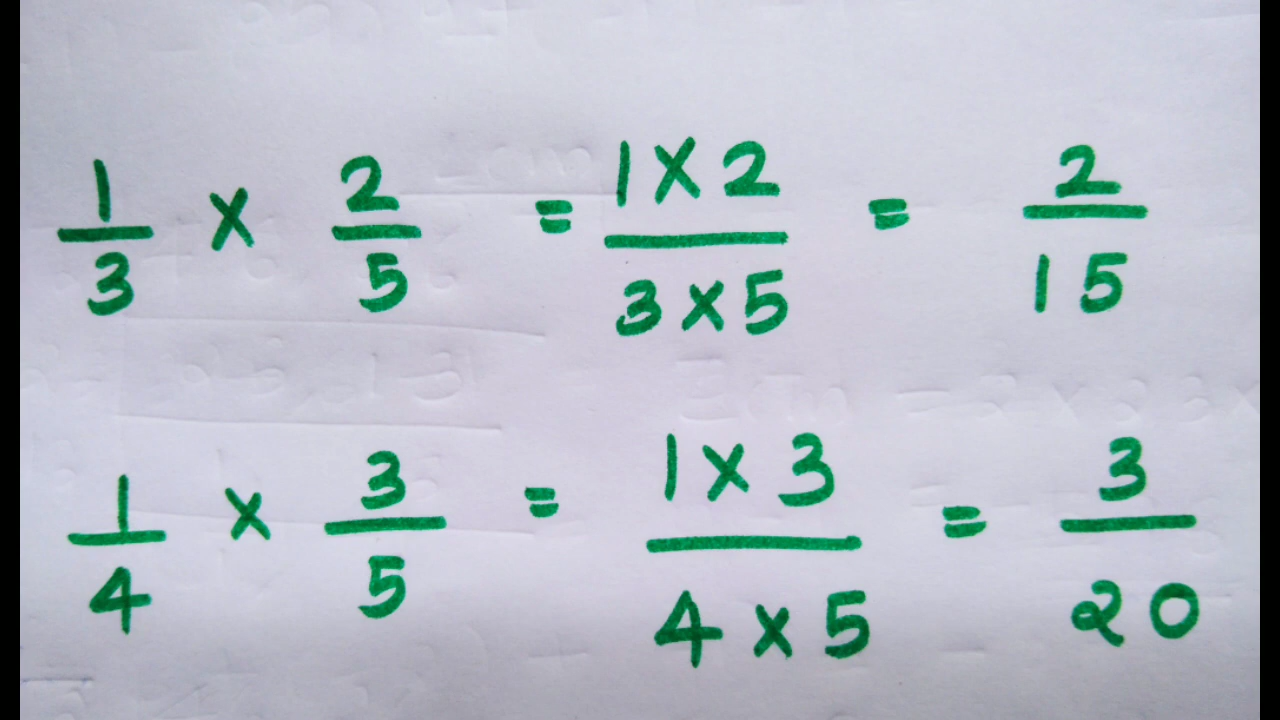 1/3 × 2/5 = 1×2/3×5 = 2/15
1/4 × 3/5 = 1×3/4×5 = 3/20